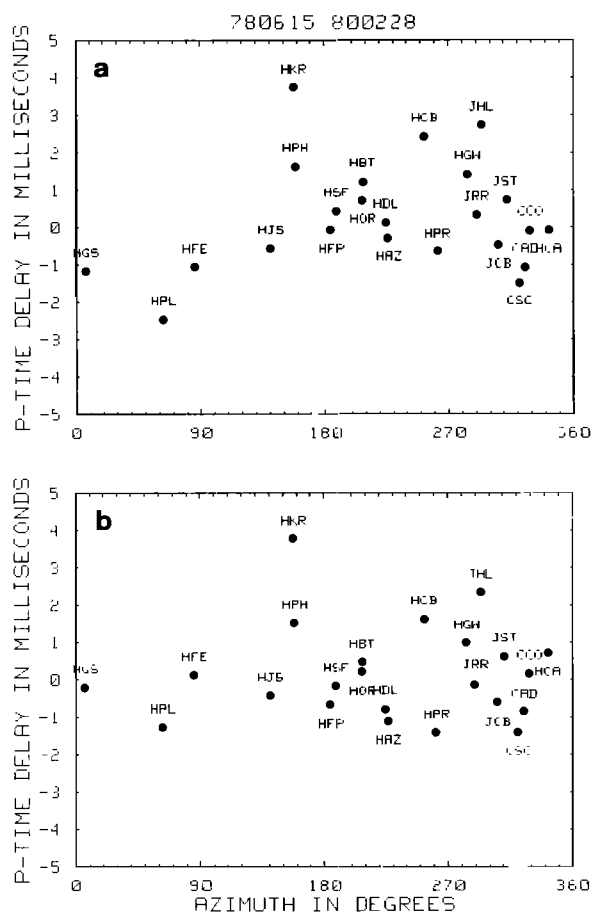 780615 800228
a
P-TIME DELAY IN MILLISECONDS
5
4
3
2
1
0
-1
-2
-3
-4
-5
HKR
HCB
JHL
HPH
HGW
HBT
JST
HSF
HOR
HDL
JRR
CCO
HJS
HFP
HAZ
HPR
JCB
CAD
HCA
HGS
HFE
CSC
HPL
0
90
180
270
360
b
P-TIME DELAY IN MILLISECONDS
5
4
3
2
1
0
-1
-2
-3
-4
-5
HKR
HPH
HCB
HGW
JST
HBT
CCO
HGS
HFE
HJS
HSF
HOR
HDL
JRR
HCA
HPL
HFP
HAZ
HPR
JCB
CAD
CSC
0
90
180
270
360
AZIMUTH IN DEGREES